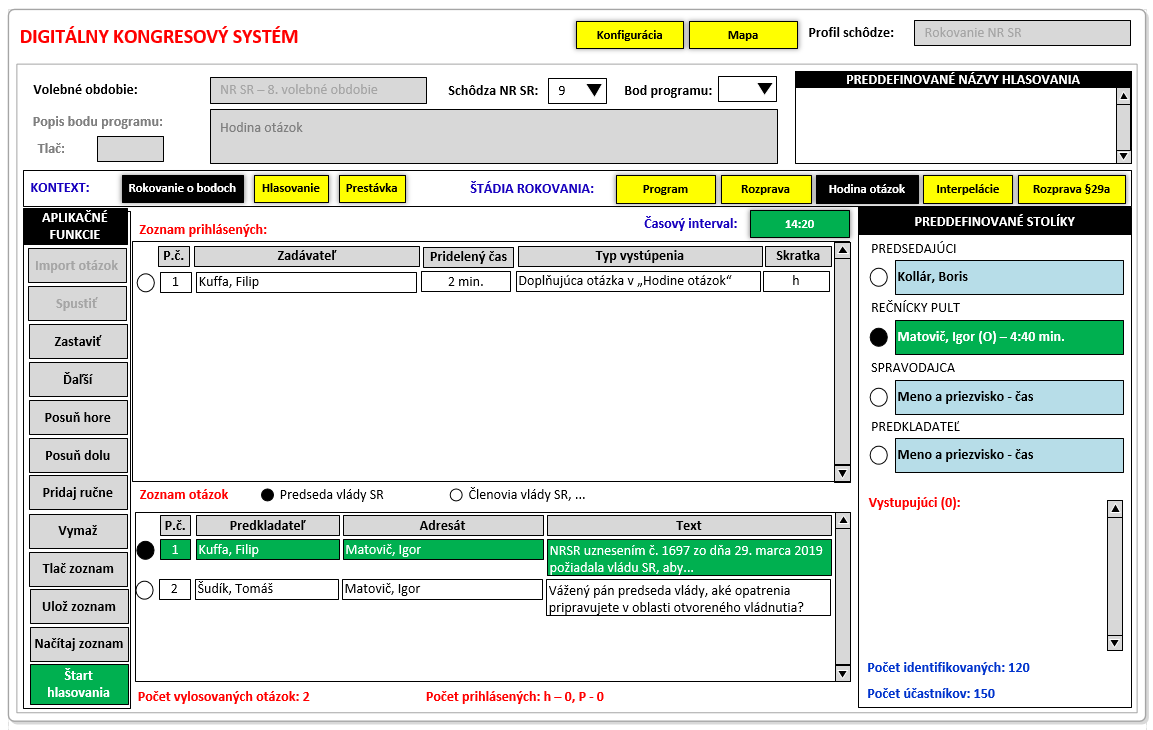 DIGITÁLNY KONGRESOVÝ SYSTÉM
Konfigurácia
Mapa
Profil schôdze:
Rokovanie NR SR
Volebné obdobie:
NR SR – 8. volebné obdobie
Schôdza NR SR:
9
Bod programu:
PREDDEFINOVANÉ NÁZVY HLASOVANIA
Popis bodu programu:
Hodina otázok
Tlač:
KONTEXT:
Rokovanie o bodoch
Hlasovanie
Prestávka
ŠTÁDIA ROKOVANIA:
Program
Rozprava
Hodina otázok
Interpelácie
Rozprava §29a
APLIKAČNÉ
FUNKCIE
Import otázok
Spustiť
Zastaviť
Ďaľší
Posuň hore
Posuň dolu
Pridaj ručne
Vymaž
Tlač zoznam
Ulož zoznam
Načítaj zoznam
Štart
hlasovania
Zoznam prihlásených:
Časový interval:
14:20
P.č.
Zadávateľ
Pridelený čas
Typ vystúpenia
Skratka
1
Kuffa, Filip
2 min.
Doplňujúca otázka v „Hodine otázok“
h
Zoznam otázok
Predseda vlády SR
Členovia vlády SR, ...
P.č.
Predkladateľ
Adresát
Text
1
Kuffa, Filip
Matovič, Igor
NRSR uznesením č. 1697 zo dňa 29. marca 2019
požiadala vládu SR, aby...
2
Šudík, Tomáš
Matovič, Igor
Vážený pán predseda vlády, aké opatrenia
pripravujete v oblasti otvoreného vládnutia?
Počet vylosovaných otázok: 2
Počet prihlásených: h – 0, P - 0
PREDDEFINOVANÉ STOLÍKY
PREDSEDAJÚCI
Kollár, Boris
REČNÍCKY PULT
Matovič, Igor (O) – 4:40 min.
SPRAVODAJCA
Meno a priezvisko - čas
PREDKLADATEĽ
Meno a priezvisko - čas
Vystupujúci (0):
Počet identifikovaných: 120
Počet účastníkov: 150